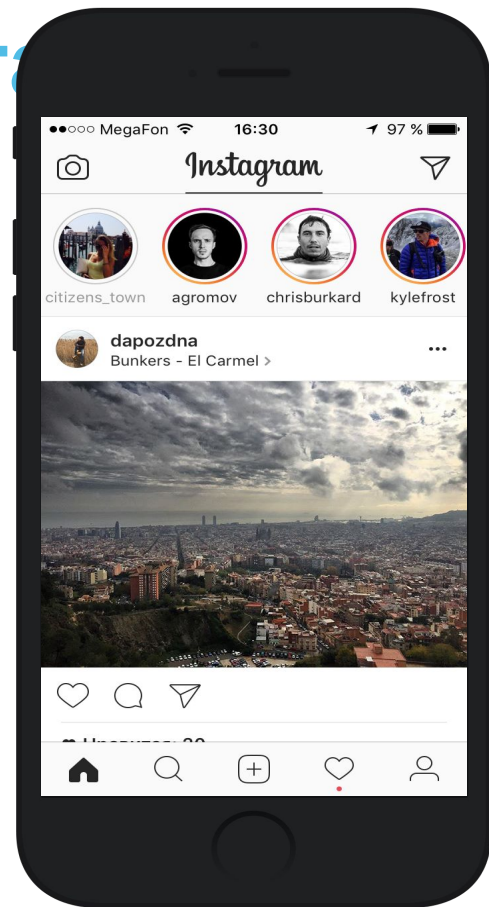 MegaFon 16:30 97 %
Instagram
citizens_town agromov chrisburkard kylefrost
dapozdna
Bunkers - El Carmel >